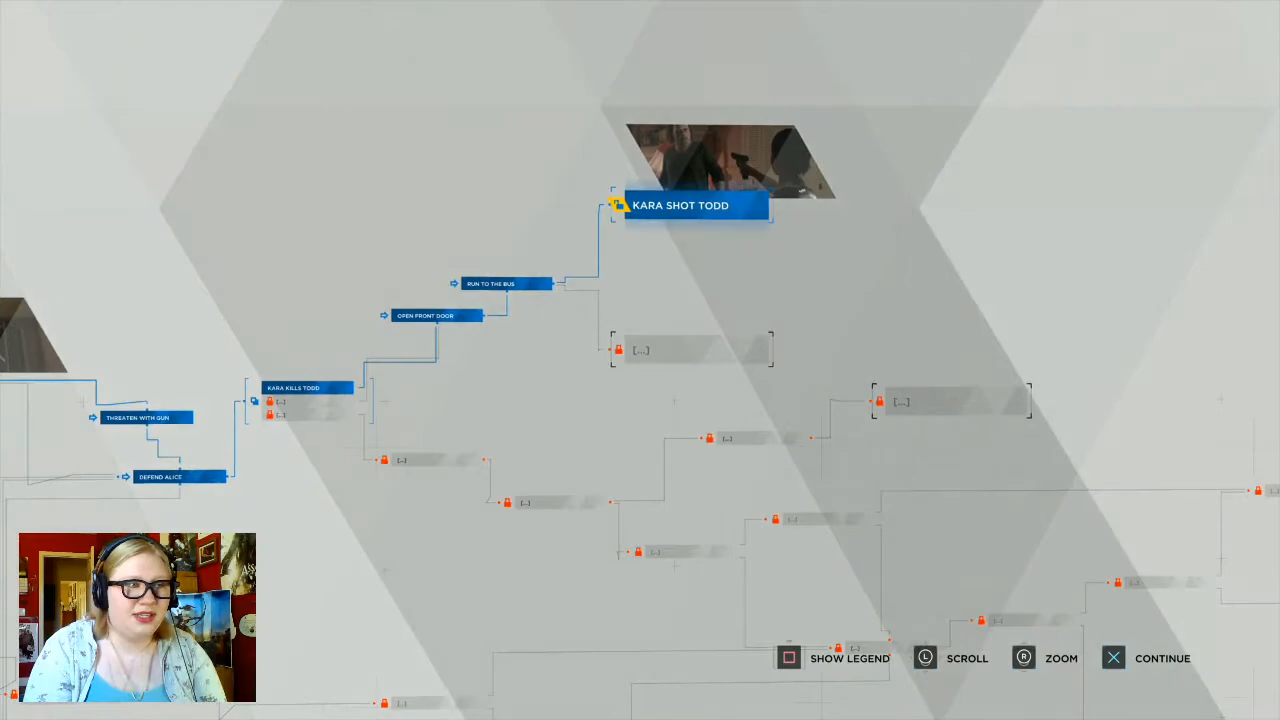 KARA SHOT TODD
RUN TO THE BUS
OPEN FRONT DOOR
[...]
KARA KILLS TODD
[...]
[...]
[...]
THREATEN WITH GUN
[...]
[...]
DEFEND ALICE
[...]
[...]
[...]
[...]
[...]
[...]
[...]
[...]
SHOW LEGEND
L
SCROLL
R
ZOOM
CONTINUE
[...]